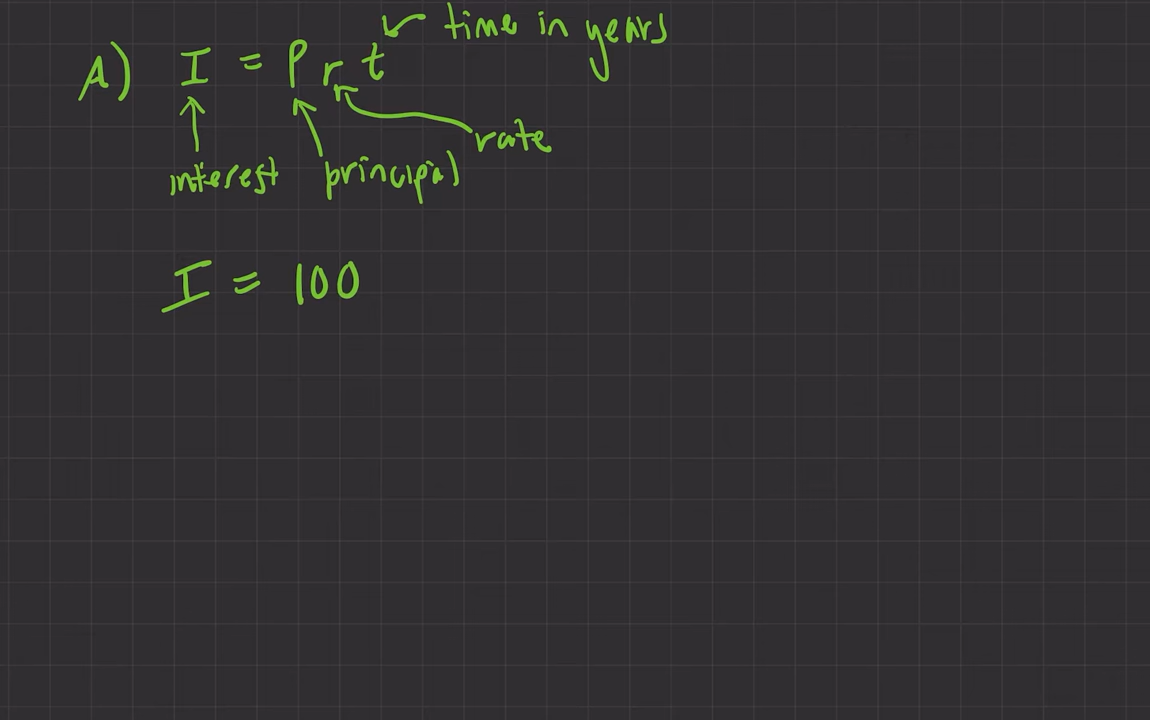 time in years
A) I = P r t
rate
interest principal
I = 100